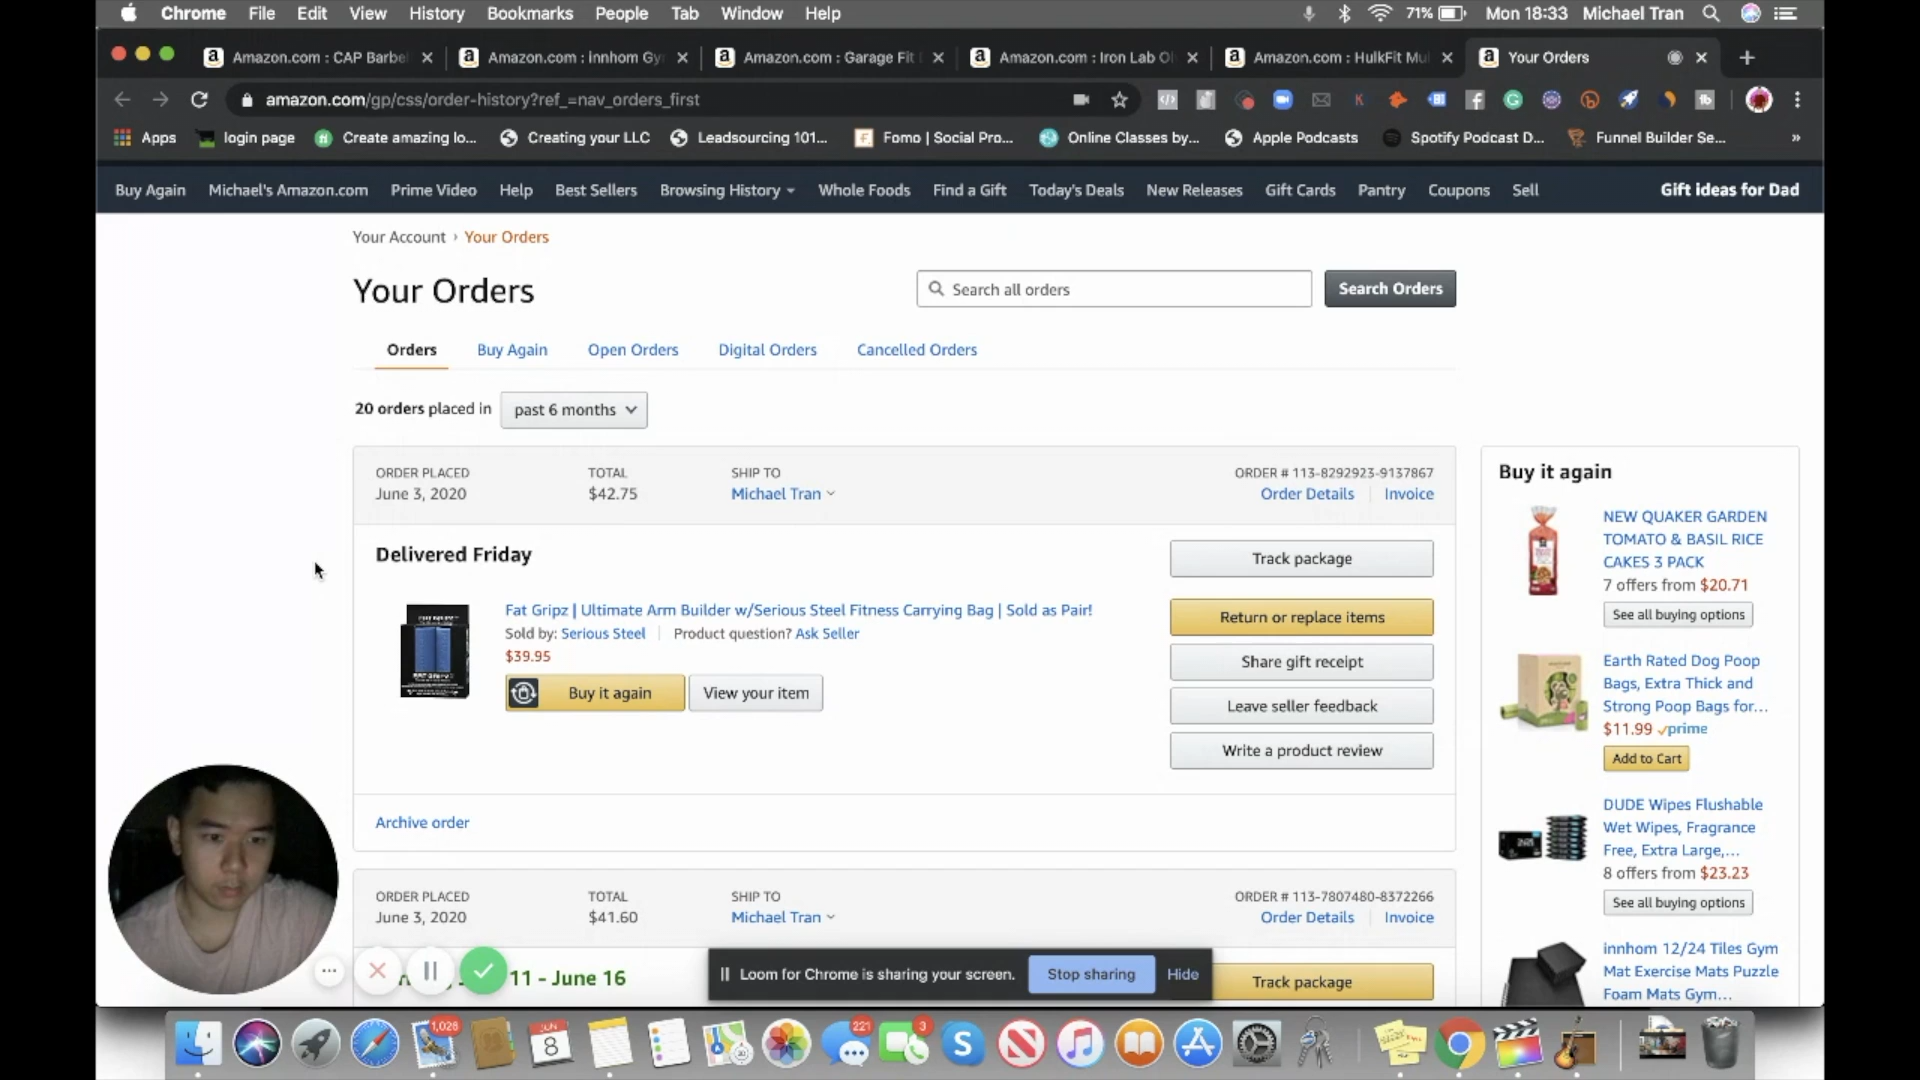 Chrome File Edit View History Bookmarks People Tab Window Help 71% Mon 18:33 Michael Tran
Amazon.com : CAP Barbe Amazon.com : innhom Gy Amazon.com : Garage Fit Amazon.com : Iron Lab Ol Amazon.com : HulkFit Mul Your Orders
amazon.com/gp/css/order-history?ref_=nav_orders_first
Apps login page Create amazing lo... Creating your LLC Leadsourcing 101... Fomo | Social Pro... Online Classes by... Apple Podcasts Spotify Podcast D... Funnel Builder Se... »
Buy Again Michael's Amazon.com Prime Video Help Best Sellers Browsing History Whole Foods Find a Gift Today's Deals New Releases Gift Cards Pantry Coupons Sell Gift ideas for Dad
Your Account › Your Orders
Your Orders
Search all orders
Search Orders
Orders Buy Again Open Orders Digital Orders Cancelled Orders
20 orders placed in past 6 months
ORDER PLACED TOTAL SHIP TO ORDER # 113-8292923-9137867
June 3, 2020 $42.75 Michael Tran Order Details Invoice
Delivered Friday
Fat Gripz | Ultimate Arm Builder w/Serious Steel Fitness Carrying Bag | Sold as Pair!
Sold by: Serious Steel Product question? Ask Seller
$39.95
Buy it again View your item
Track package
Return or replace items
Share gift receipt
Leave seller feedback
Write a product review
Archive order
ORDER PLACED TOTAL SHIP TO ORDER # 113-7807480-8372266
June 3, 2020 $41.60 Michael Tran Order Details Invoice
11 - June 16
Track package
Buy it again
NEW QUAKER GARDEN
TOMATO & BASIL RICE
CAKES 3 PACK
7 offers from $20.71
See all buying options
Earth Rated Dog Poop
Bags, Extra Thick and
Strong Poop Bags for...
$11.99 prime
Add to Cart
DUDE Wipes Flushable
Wet Wipes, Fragrance
Free, Extra Large,...
8 offers from $23.23
See all buying options
innhom 12/24 Tiles Gym
Mat Exercise Mats Puzzle
Foam Mats Gym...
Loom for Chrome is sharing your screen. Stop sharing Hide
1,026 JUN 8 221 3